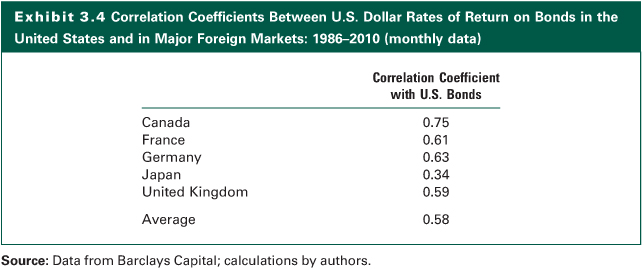 Exhibit 3.4 Correlation Coefficients Between U.S. Dollar Rates of Return on Bonds in the
United States and in Major Foreign Markets: 1986–2010 (monthly data)
Correlation Coefficient
with U.S. Bonds
Canada 0.75
France 0.61
Germany 0.63
Japan 0.34
United Kingdom 0.59
Average 0.58
Source: Data from Barclays Capital; calculations by authors.